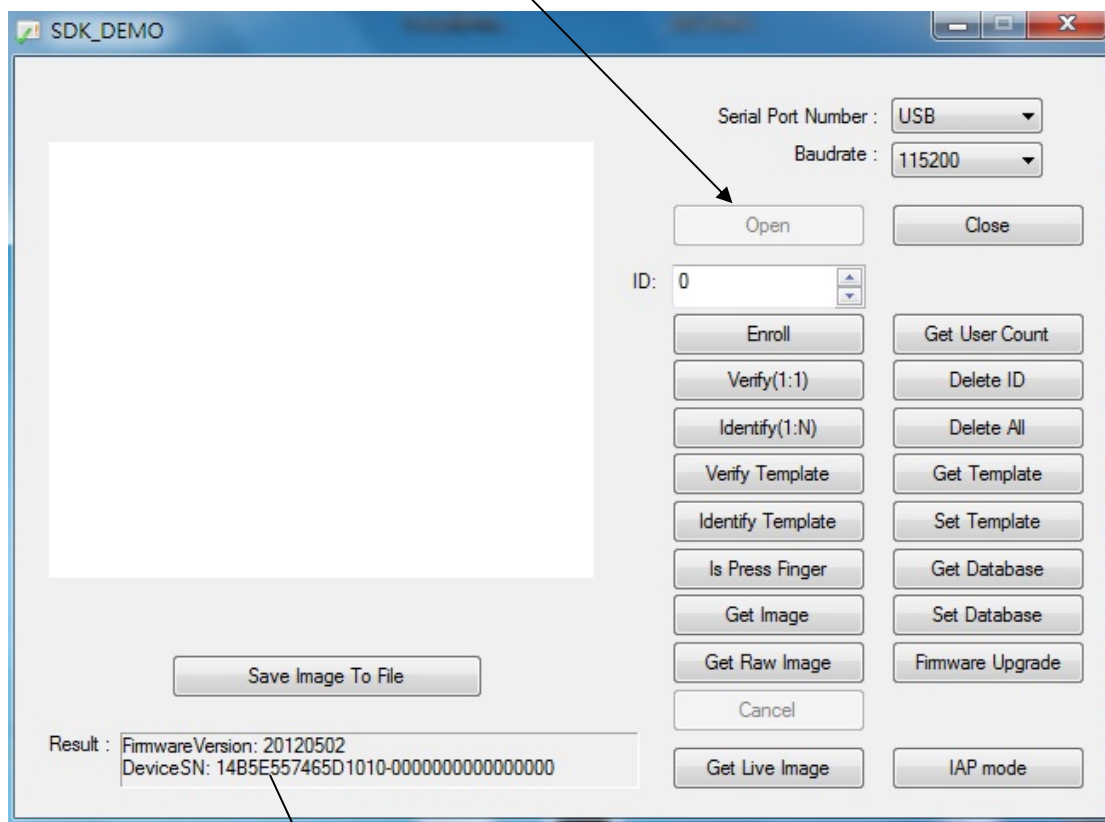 SDK_DEMO
Serial Port Number : USB
Baudrate : 115200
Open Close
ID: 0
Enroll Get User Count
Verify(1:1) Delete ID
Identify(1:N) Delete All
Verify Template Get Template
Identify Template Set Template
Is Press Finger Get Database
Get Image Set Database
Get Raw Image Firmware Upgrade
Save Image To File
Cancel
Result : FirmwareVersion: 20120502
DeviceSN: 14B5E557465D1010-0000000000000000
Get Live Image IAP mode